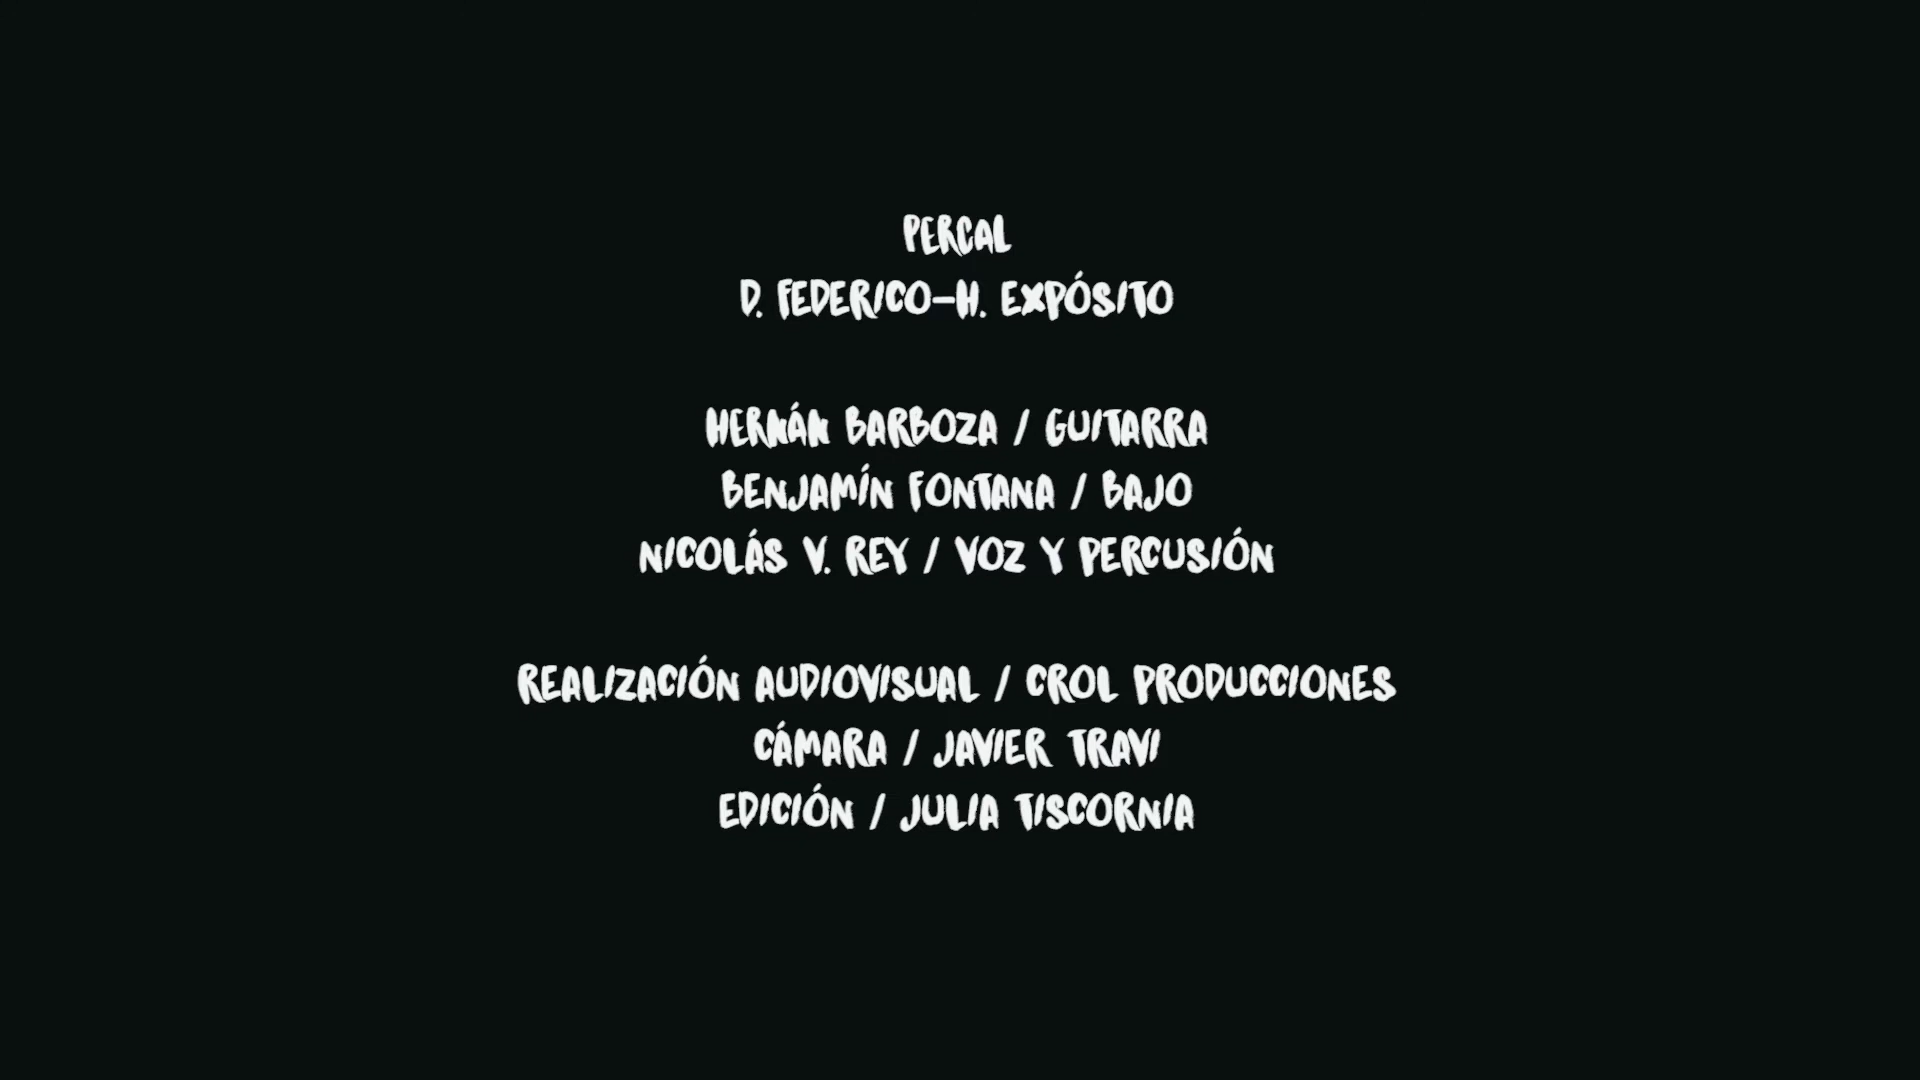 PERCAL
D. FEDERICO-H. EXPÓSITO
HERNÁN BARBOZA / GUITARRA
BENJAMÍN FONTANA / BAJO
NICOLÁS V. REY / VOZ Y PERCUSIÓN
REALIZACIÓN AUDIOVISUAL / CROL PRODUCCIONES
CÁMARA / JAVIER TRAVI
EDICIÓN / JULIA TISCORNIA